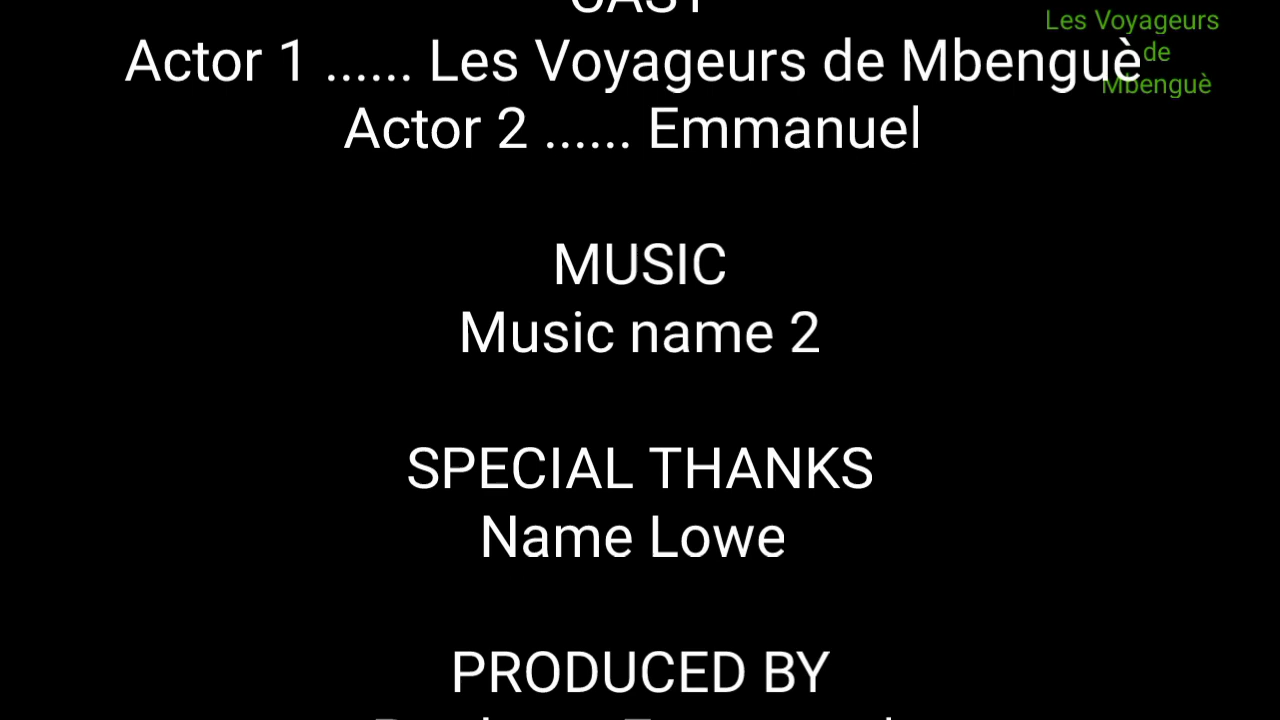 CAST
Les Voyageurs
de
Mbenguè
Actor 1 ...... Les Voyageurs de Mbenguè
Actor 2 ...... Emmanuel
MUSIC
Music name 2
SPECIAL THANKS
Name Lowe
PRODUCED BY